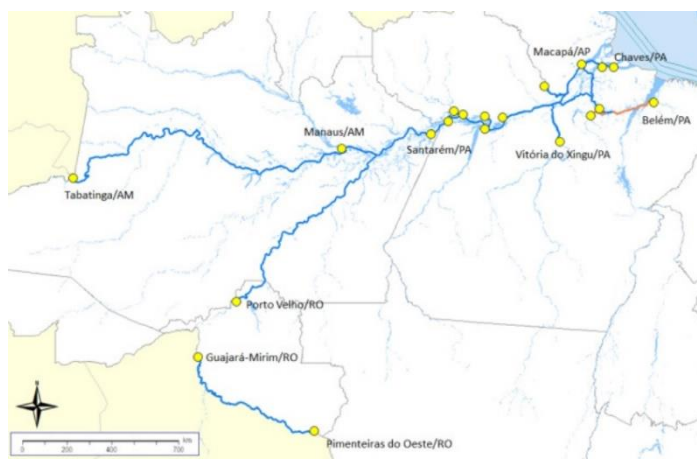 Macapá/AP
Chaves/PA
Manaus/AM
Santarém/PA
Belém/PA
Vitória do Xingu/PA
Tabatinga/AM
Porto Velho/RO
Guajará-Mirim/RO
N
km
0 200 400 700
Pimenteiras do Oeste/RO